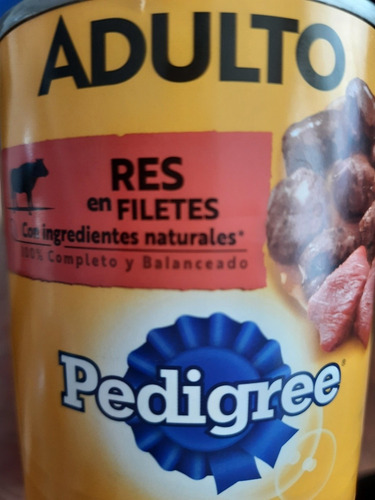 ADULTO
RES
en FILETES
Con ingredientes naturales*
100% Completo y Balanceado
Pedigree®